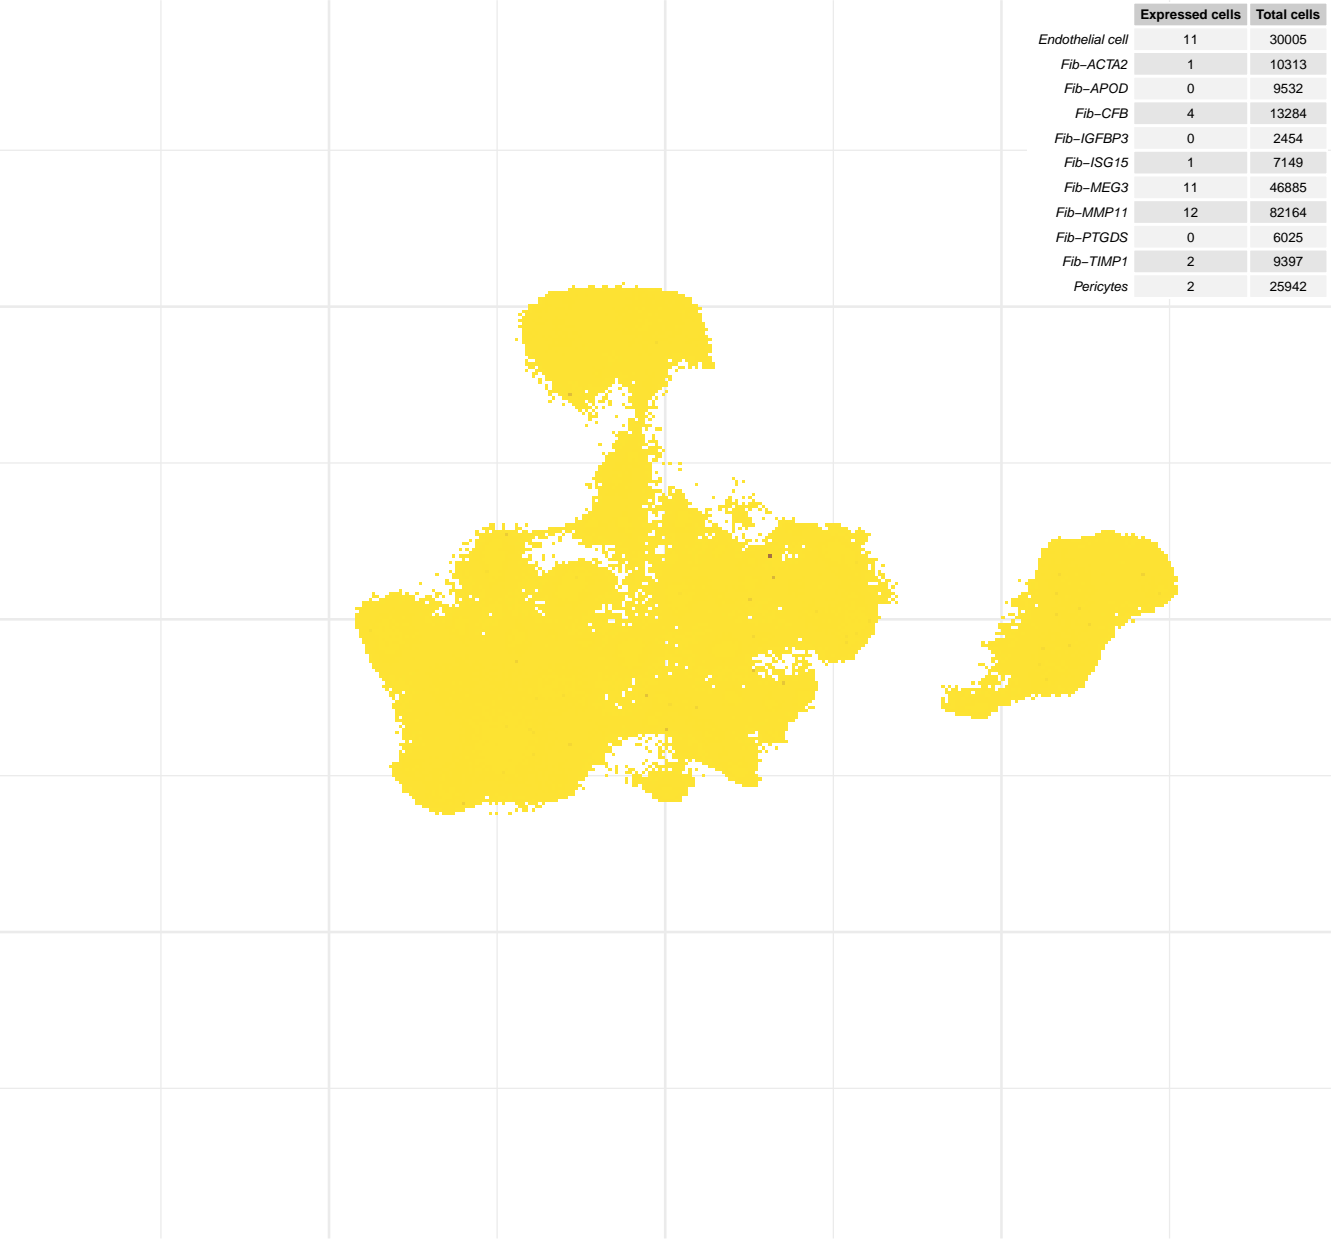 Expressed cells Total cells
Endothelial cell 11 30005
Fib−ACTA2 1 10313
Fib−APOD 0 9532
Fib−CFB 4 13284
Fib−IGFBP3 0 2454
Fib−ISG15 1 7149
Fib−MEG3 11 46885
Fib−MMP11 12 82164
Fib−PTGDS 0 6025
Fib−TIMP1 2 9397
Pericytes 2 25942